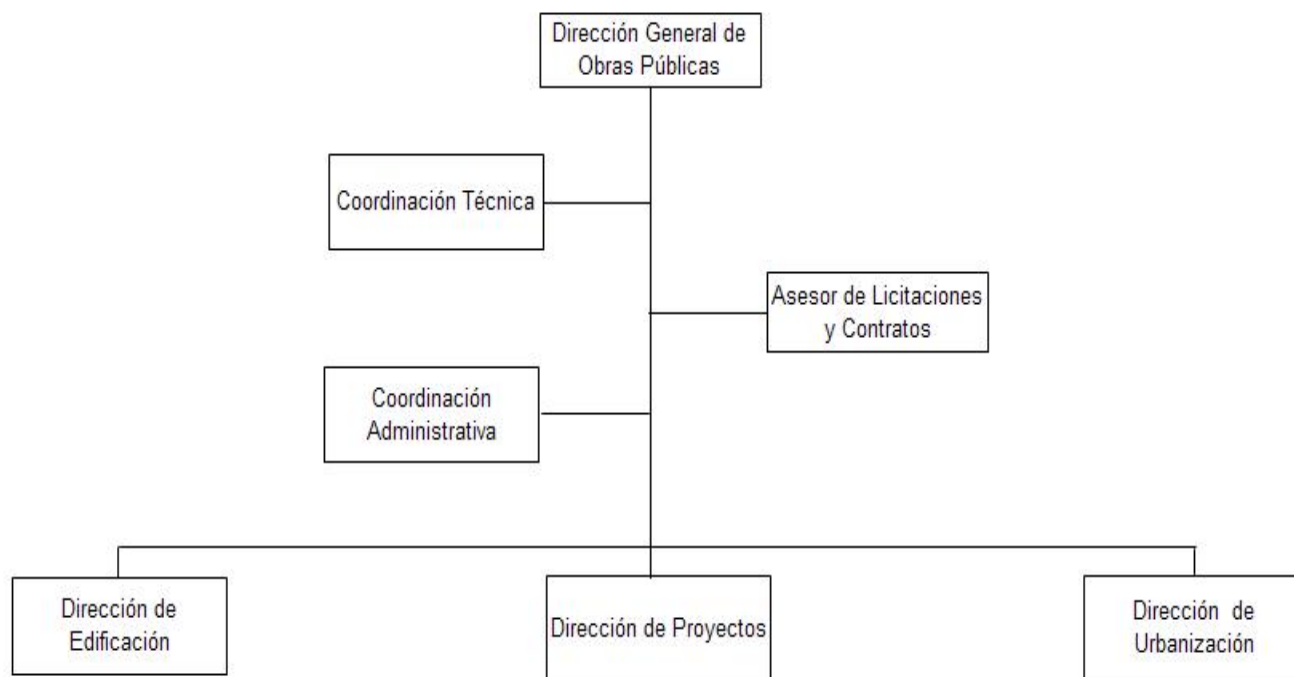 Dirección General de
Obras Públicas
Coordinación Técnica
Asesor de Licitaciones
y Contratos
Coordinación
Administrativa
Dirección de
Edificación
Dirección de Proyectos
Dirección de
Urbanización